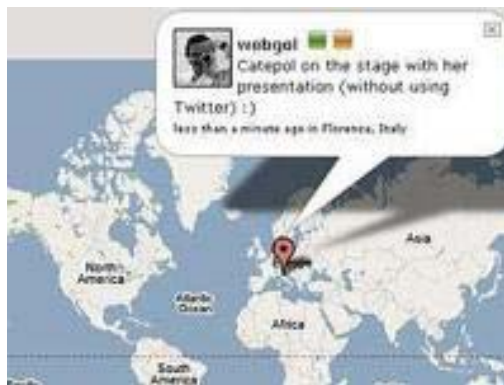 webgol
Catepol on the stage with her
presentation (without using
Twitter) :)
less than a minute ago in Florence, Italy
Asia
North
America
Atlantic
Ocean
Africa
South
America